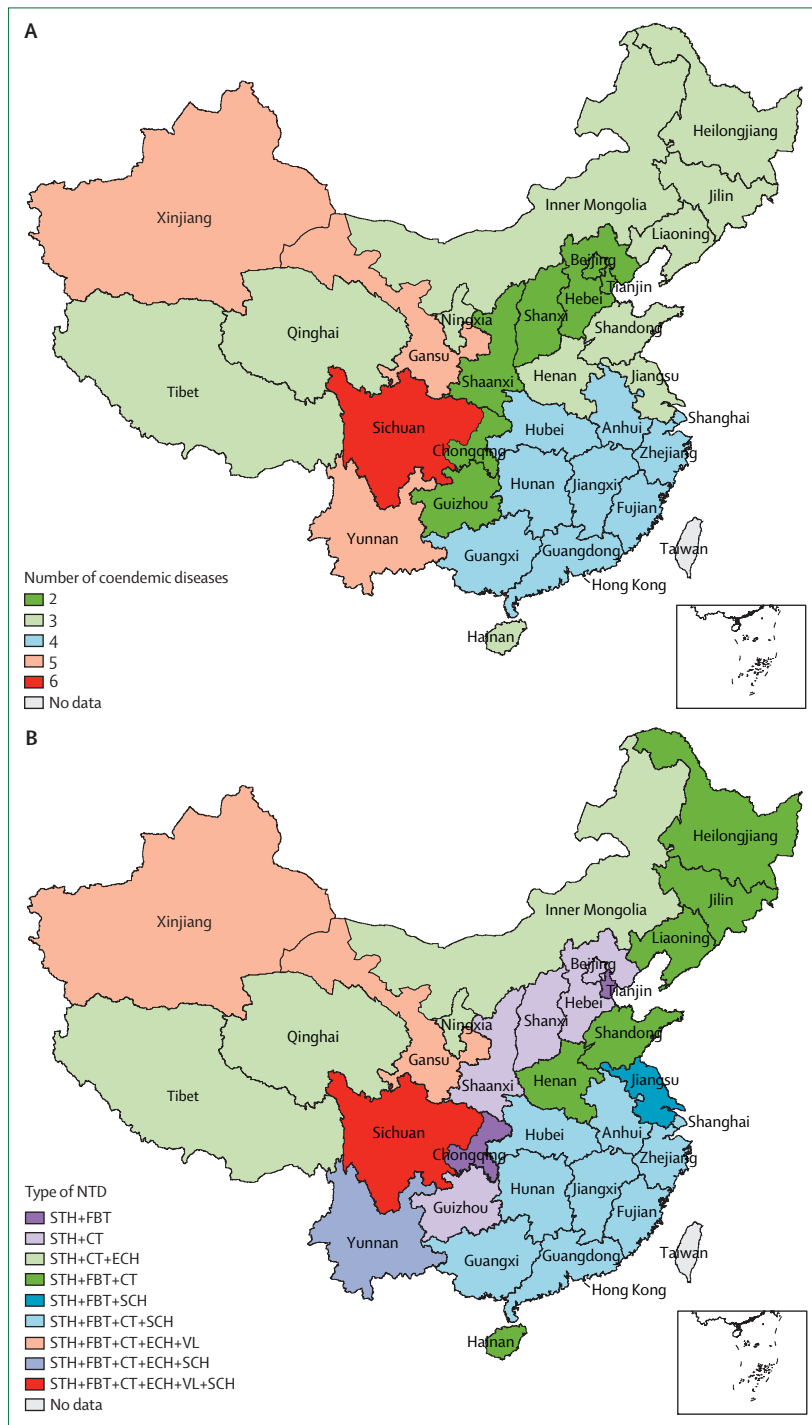 A
Heilongjiang
Jilin
Xinjiang
Inner Mongolia
Liaoning
Beijing
Tianjin
Hebei
Ningxia
Shanxi
Shandong
Qinghai
Gansu
Tibet
Shaanxi
Henan
Jiangsu
Sichuan
Hubei
Anhui
Shanghai
Chongqing
Zhejiang
Hunan
Jiangxi
Guizhou
Fujian
Yunnan
Guangxi
Guangdong
Taiwan
Hong Kong
Hainan
Number of coendemic diseases
2
3
4
5
6
No data
B
Heilongjiang
Jilin
Xinjiang
Inner Mongolia
Liaoning
Beijing
Tianjin
Hebei
Ningxia
Shanxi
Shandong
Qinghai
Gansu
Tibet
Shaanxi
Henan
Jiangsu
Sichuan
Hubei
Anhui
Shanghai
Chongqing
Zhejiang
Hunan
Jiangxi
Guizhou
Fujian
Yunnan
Guangxi
Guangdong
Taiwan
Hong Kong
Hainan
Type of NTD
STH+FBT
STH+CT
STH+CT+ECH
STH+FBT+CT
STH+FBT+SCH
STH+FBT+CT+SCH
STH+FBT+CT+ECH+VL
STH+FBT+CT+ECH+SCH
STH+FBT+CT+ECH+VL+SCH
No data